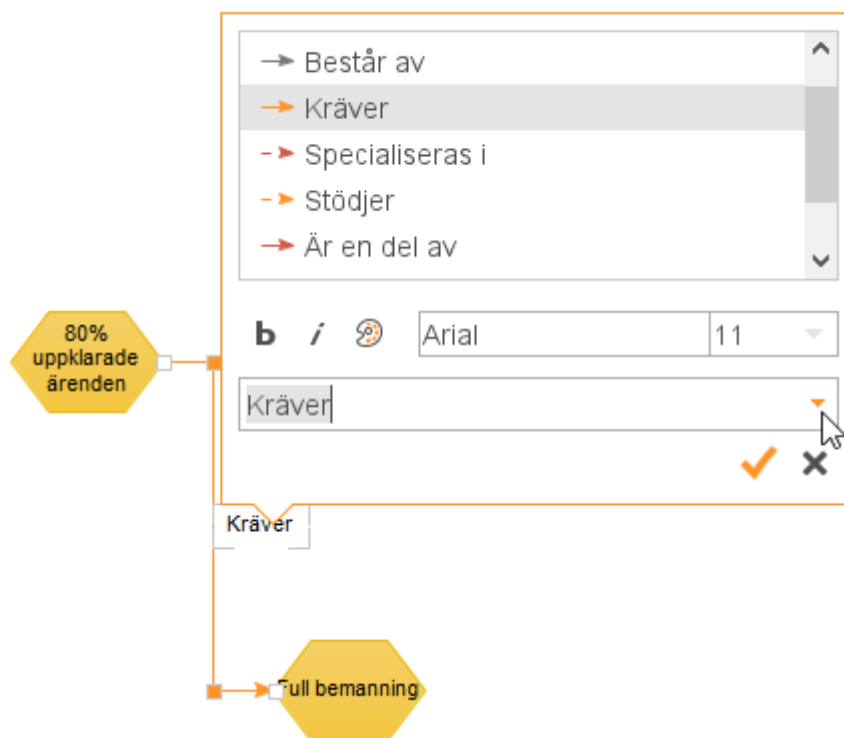 Består av
Kräver
Specialiseras i
Stödjer
Är en del av
b i Arial 11
80%
uppklarade
ärenden
Kräver
Kräver
Full bemanning